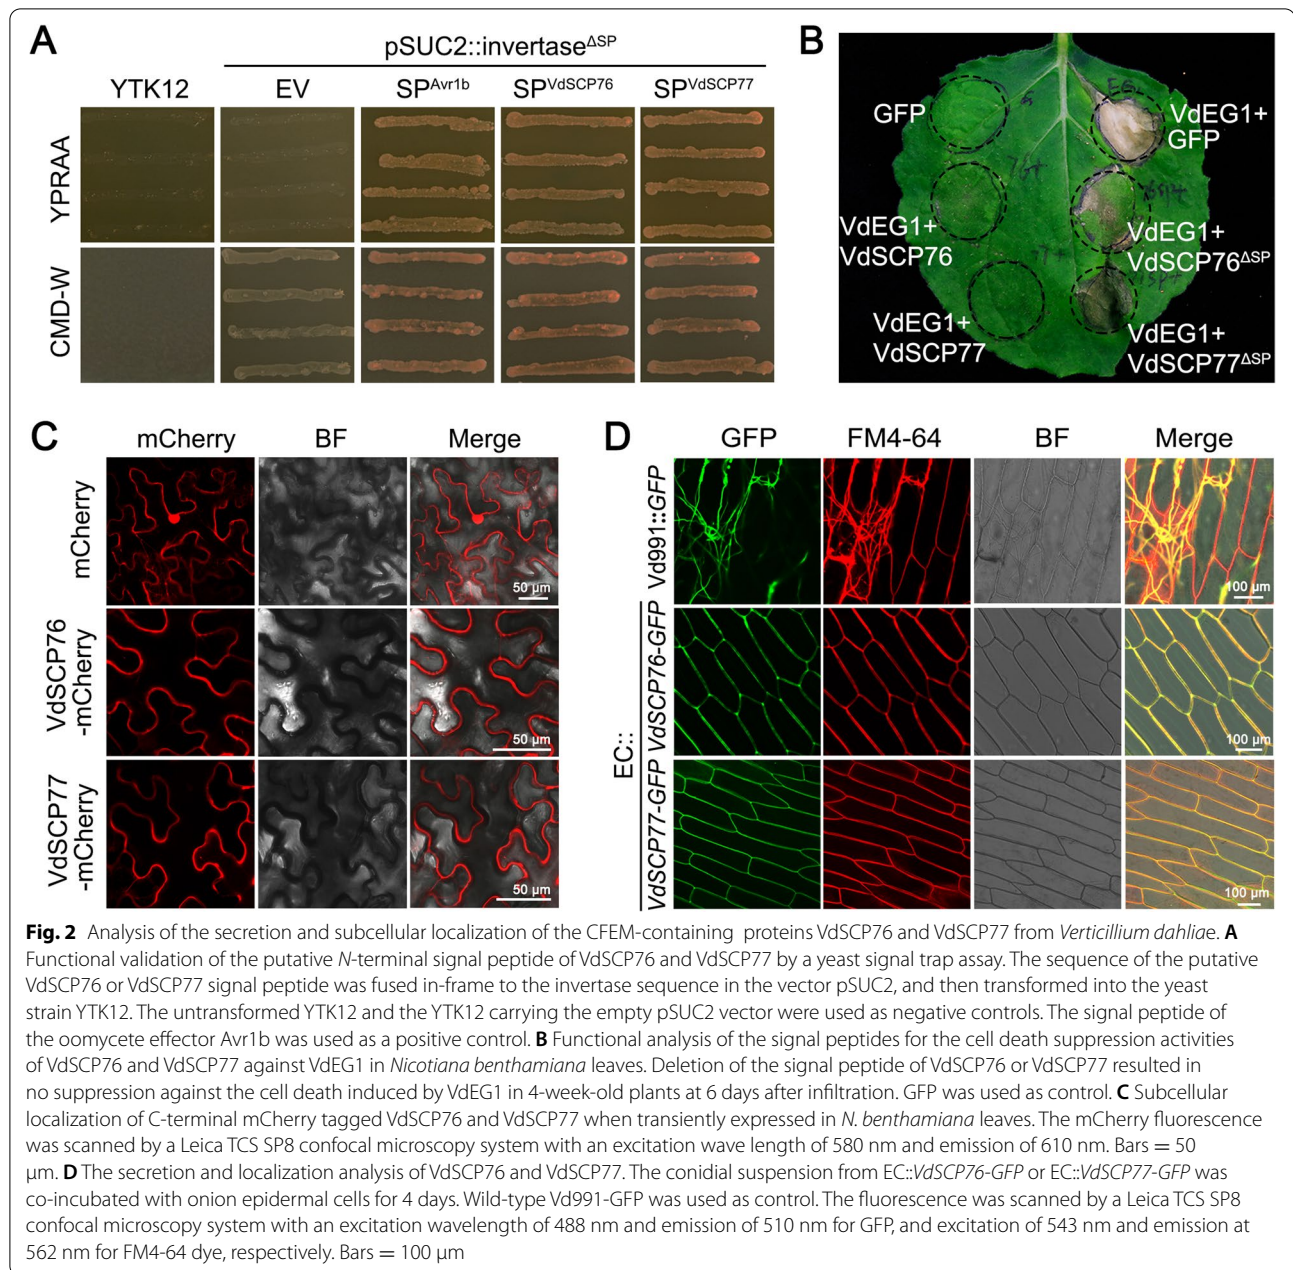 A
pSUC2::invertaseΔSP
YTK12 EV SPAvr1b SPVdSCP76 SPVdSCP77
YPRAA
CMD-W
B
GFP
VdEG1+
GFP
VdEG1+
VdSCP76
VdEG1+
VdSCP76ΔSP
VdEG1+
VdSCP77
VdEG1+
VdSCP77ΔSP
C
mCherry BF Merge
mCherry
50 µm
VdSCP76
-mCherry
50 µm
VdSCP77
-mCherry
50 µm
D
GFP FM4-64 BF Merge
Vd991::GFP
100 µm
EC::
VdSCP76-GFP
100 µm
VdSCP77-GFP
100 µm
Fig. 2 Analysis of the secretion and subcellular localization of the CFEM-containing proteins VdSCP76 and VdSCP77 from Verticillium dahliae. A
Functional validation of the putative N-terminal signal peptide of VdSCP76 and VdSCP77 by a yeast signal trap assay. The sequence of the putative
VdSCP76 or VdSCP77 signal peptide was fused in-frame to the invertase sequence in the vector pSUC2, and then transformed into the yeast
strain YTK12. The untransformed YTK12 and the YTK12 carrying the empty pSUC2 vector were used as negative controls. The signal peptide of
the oomycete effector Avr1b was used as a positive control. B Functional analysis of the signal peptides for the cell death suppression activities
of VdSCP76 and VdSCP77 against VdEG1 in Nicotiana benthamiana leaves. Deletion of the signal peptide of VdSCP76 or VdSCP77 resulted in
no suppression against the cell death induced by VdEG1 in 4-week-old plants at 6 days after infiltration. GFP was used as control. C Subcellular
localization of C-terminal mCherry tagged VdSCP76 and VdSCP77 when transiently expressed in N. benthamiana leaves. The mCherry fluorescence
was scanned by a Leica TCS SP8 confocal microscopy system with an excitation wave length of 580 nm and emission of 610 nm. Bars = 50
µm. D The secretion and localization analysis of VdSCP76 and VdSCP77. The conidial suspension from EC::VdSCP76-GFP or EC::VdSCP77-GFP was
co-incubated with onion epidermal cells for 4 days. Wild-type Vd991-GFP was used as control. The fluorescence was scanned by a Leica TCS SP8
confocal microscopy system with an excitation wavelength of 488 nm and emission of 510 nm for GFP, and excitation of 543 nm and emission at
562 nm for FM4-64 dye, respectively. Bars = 100 µm